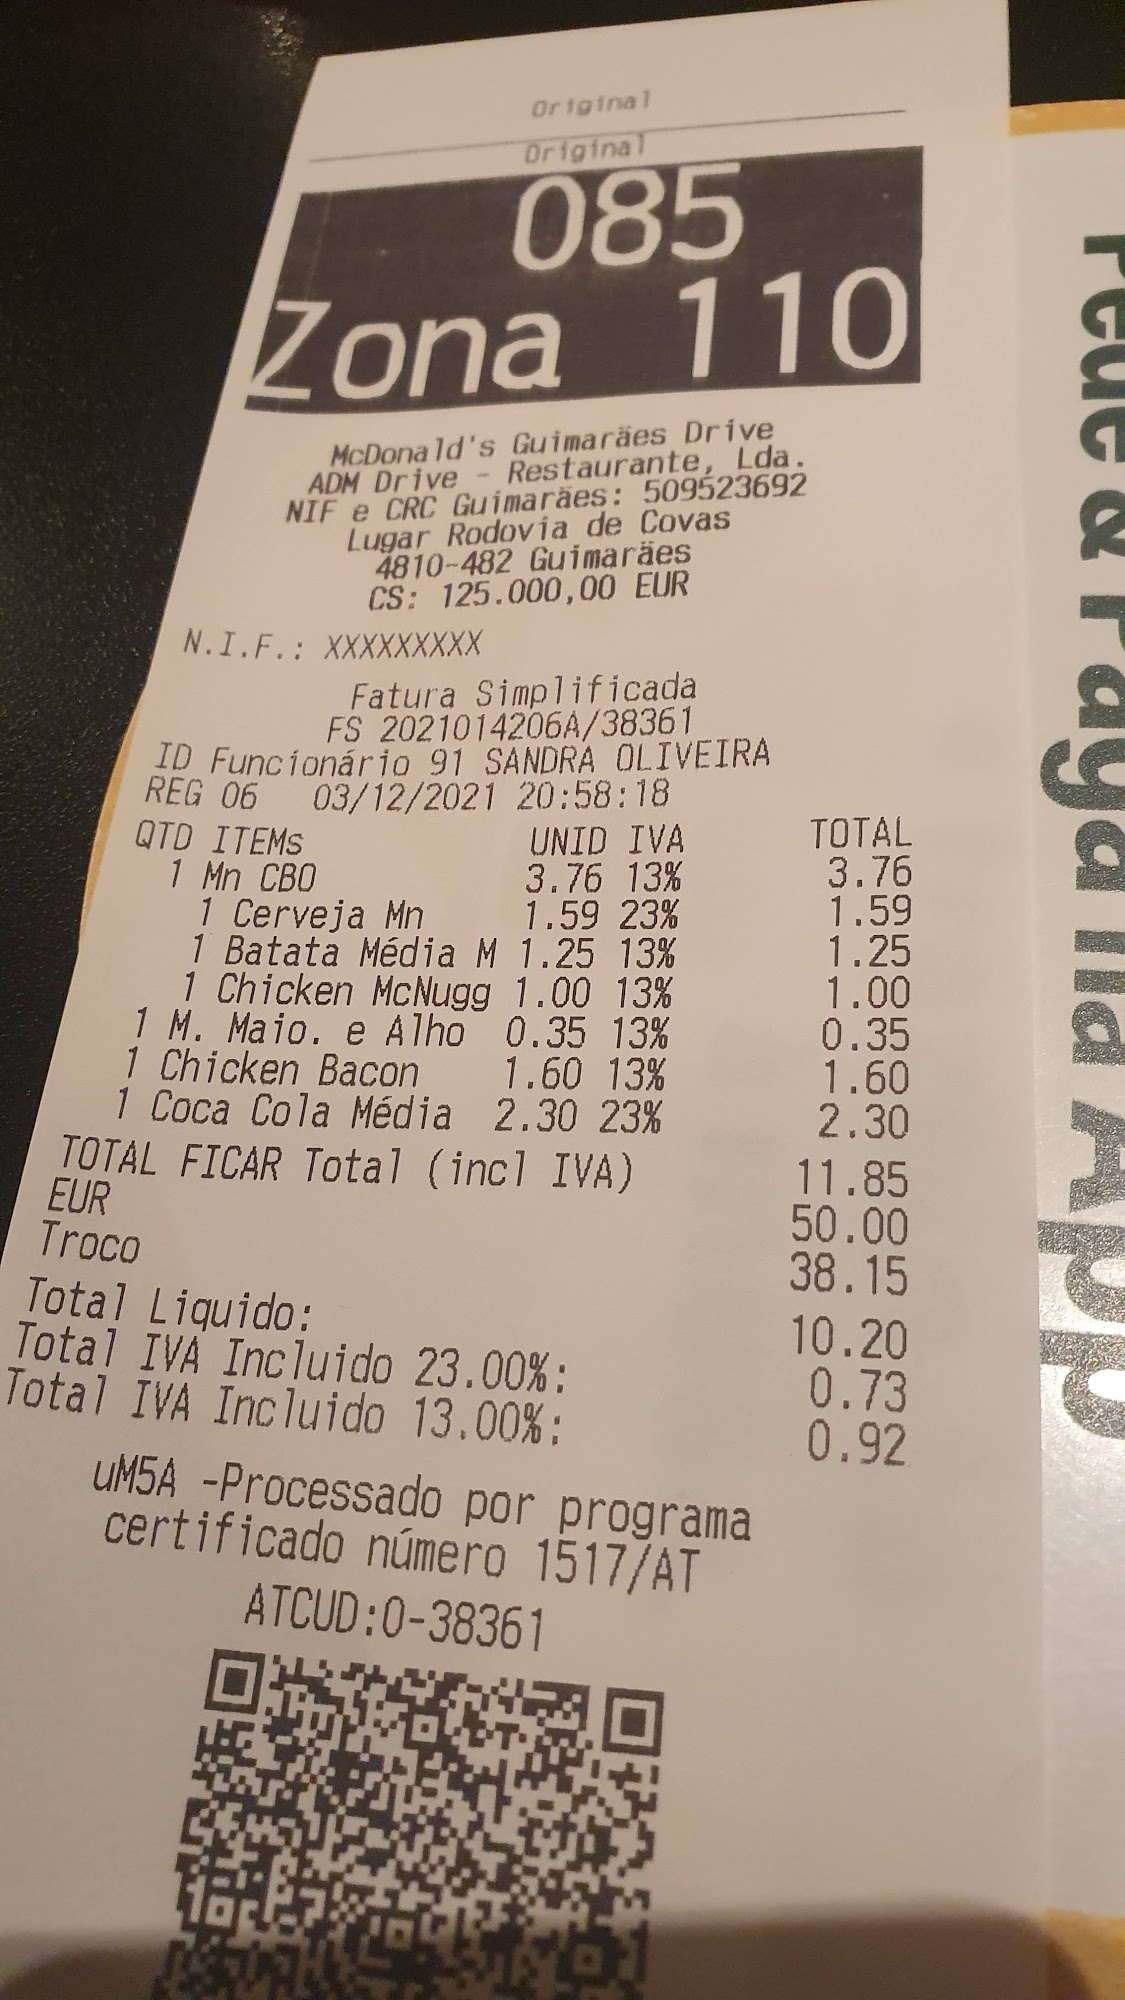 Original
Original
085
Zona 110
McDonald's Guimarães Drive
ADM Drive - Restaurante, Lda.
NIF e CRC Guimarães: 509523692
Lugar Rodovia de Covas
4810-482 Guimarães
CS: 125.000,00 EUR
N.I.F.: XXXXXXXXX
Fatura Simplificada
FS 2021014206A/38361
ID Funcionário 91 SANDRA OLIVEIRA
REG 06 03/12/2021 20:58:18
QTD ITEMs UNID IVA TOTAL
1 Mn CBO 3.76 13% 3.76
1 Cerveja Mn 1.59 23% 1.59
1 Batata Média M 1.25 13% 1.25
1 Chicken McNugg 1.00 13% 1.00
1 M. Maio. e Alho 0.35 13% 0.35
1 Chicken Bacon 1.60 13% 1.60
1 Coca Cola Média 2.30 23% 2.30
TOTAL FICAR Total (incl IVA) 11.85
EUR 50.00
Troco 38.15
Total Liquido: 10.20
Total IVA Incluido 23.00%: 0.73
Total IVA Incluido 13.00%: 0.92
uM5A -Processado por programa
certificado número 1517/AT
ATCUD:0-38361
Pede & Paga na App